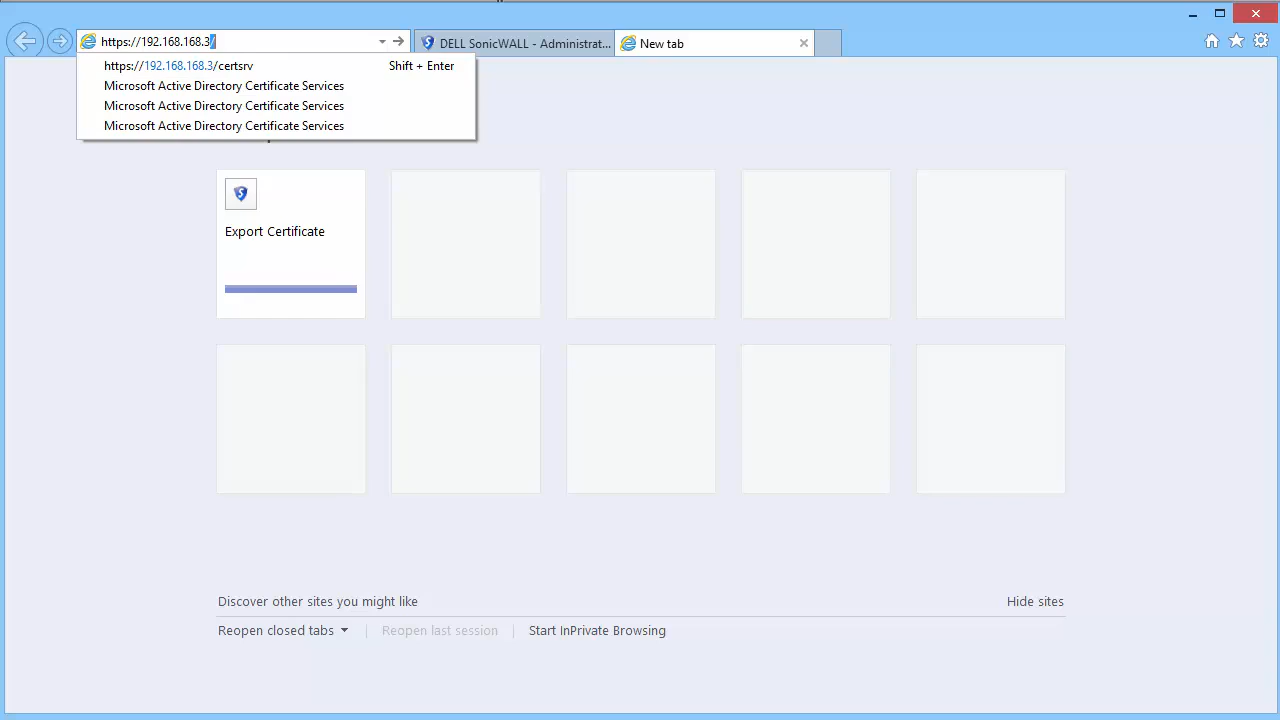 https://192.168.168.3/
DELL SonicWALL - Administrat...
New tab
https://192.168.168.3/certsrv Shift + Enter
Microsoft Active Directory Certificate Services
Microsoft Active Directory Certificate Services
Microsoft Active Directory Certificate Services
Export Certificate
Discover other sites you might like
Hide sites
Reopen closed tabs
Reopen last session
Start InPrivate Browsing